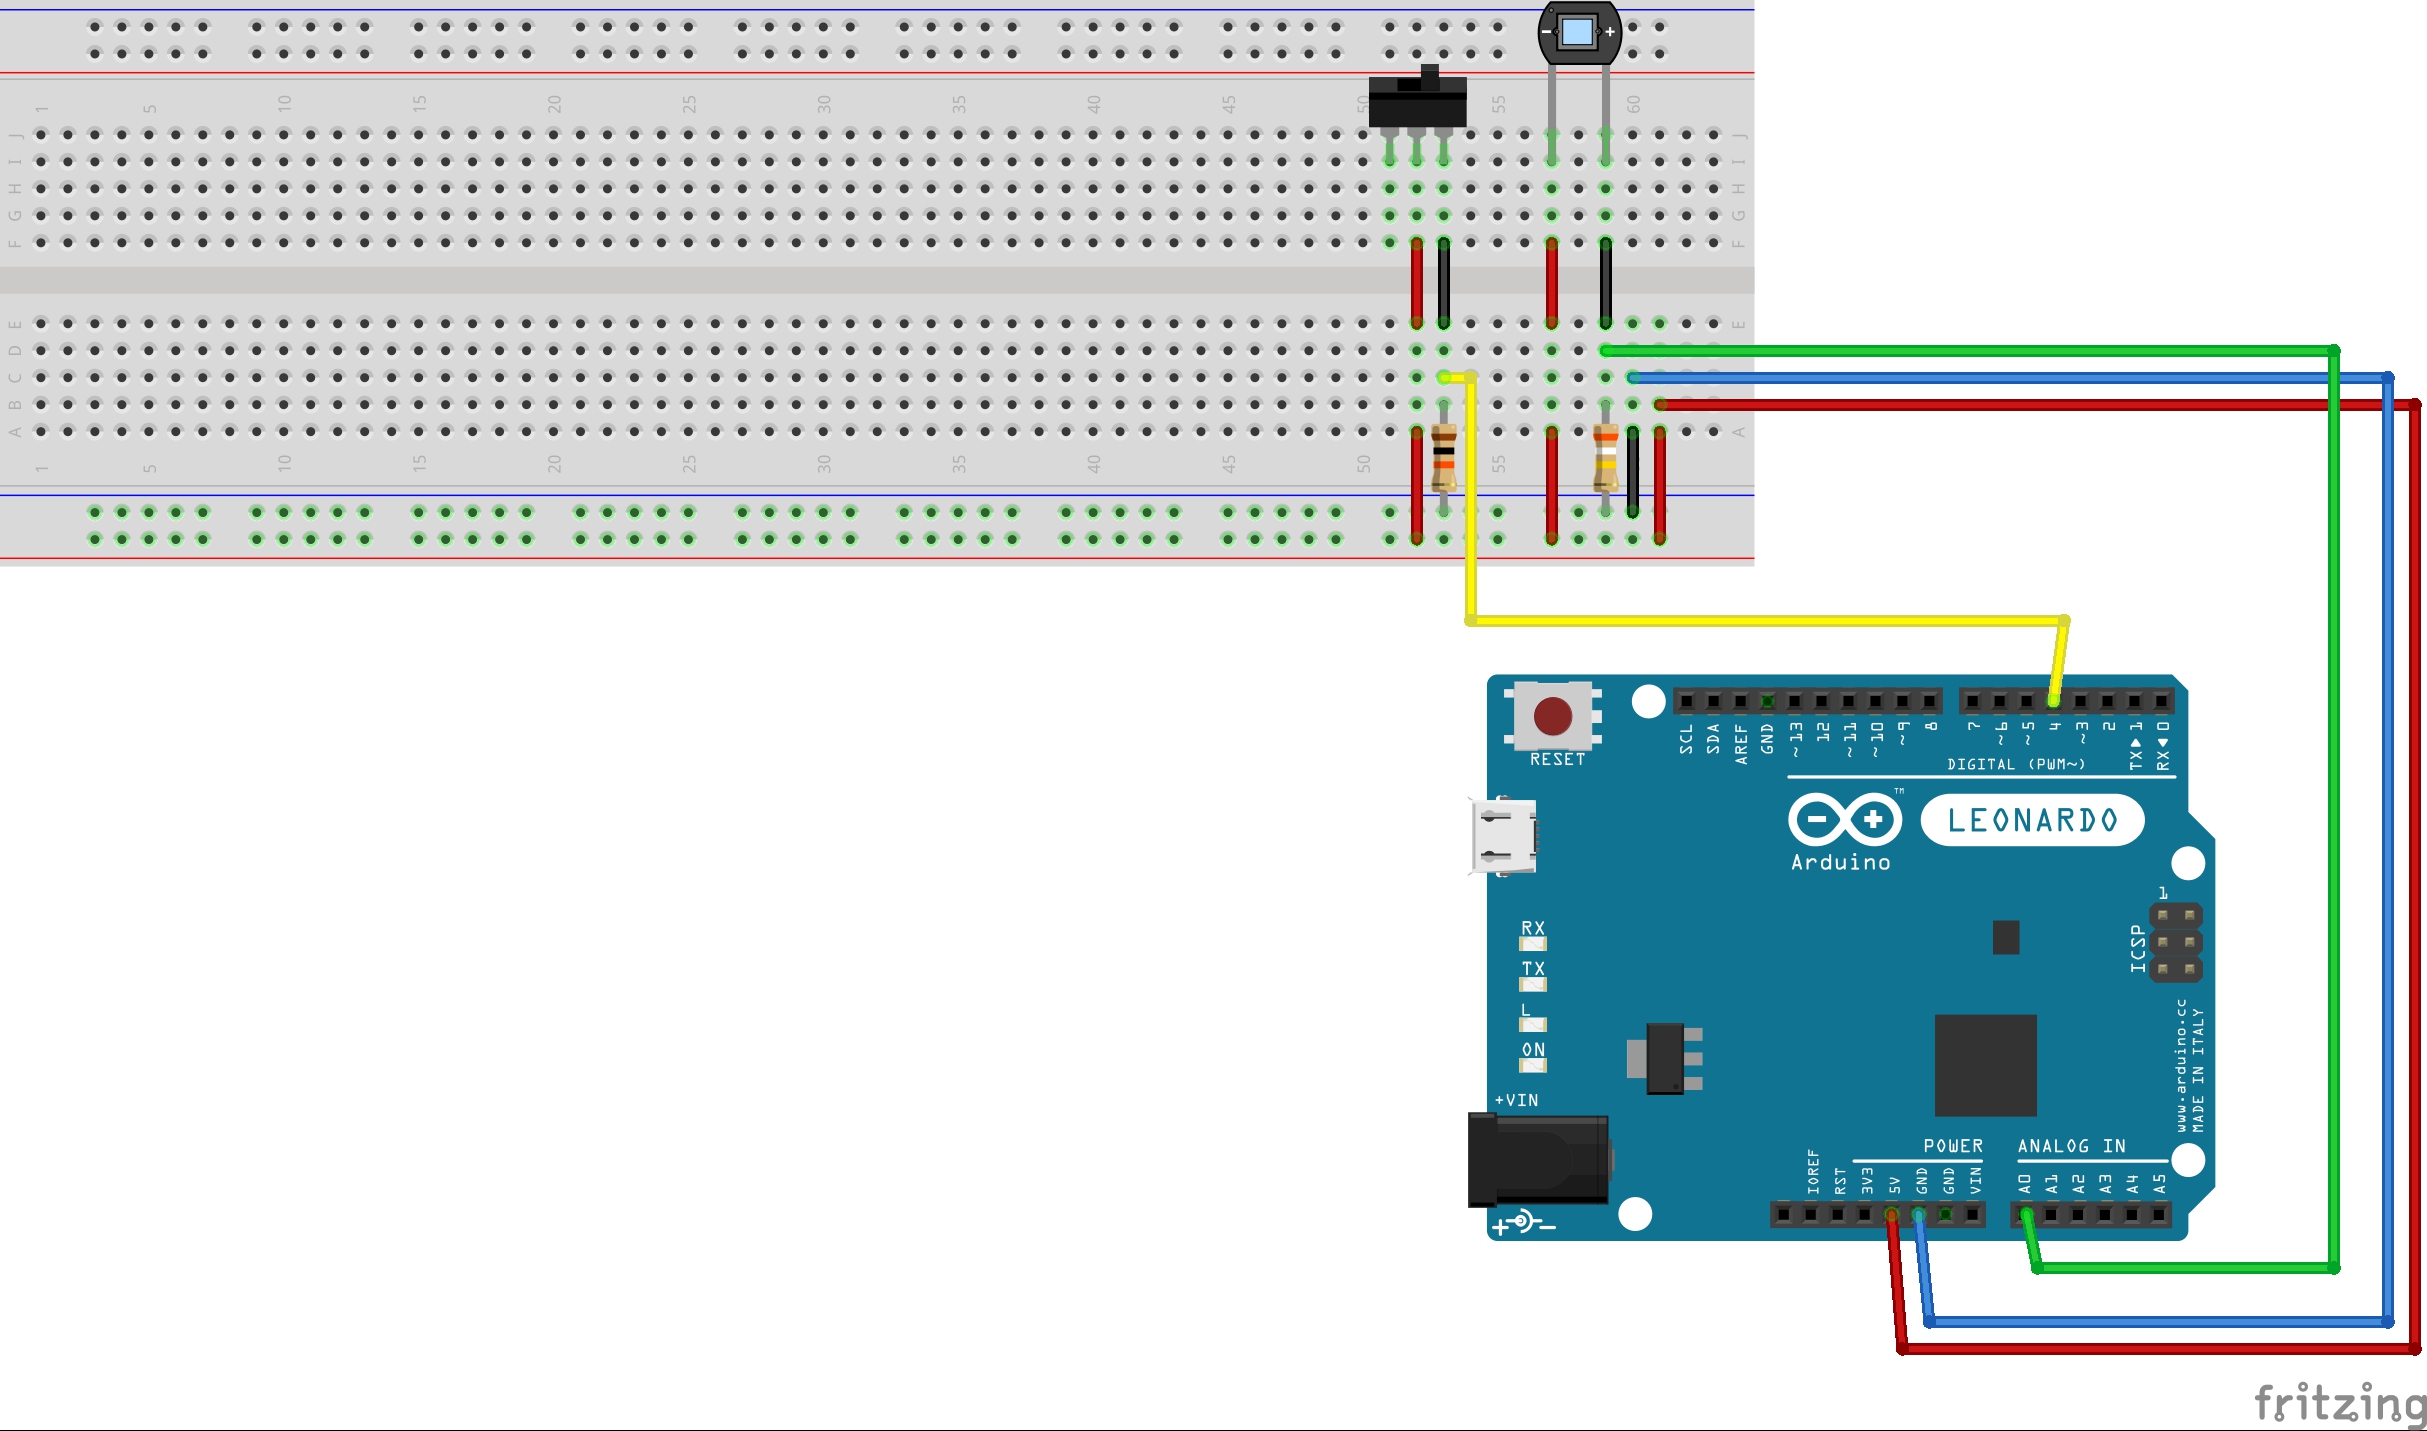 1 5 10 15 20 25 30 35 40 45 50 55 60
J J
I I
H H
G G
F F
E E
D D
C C
B B
A A
1 5 10 15 20 25 30 35 40 45 50 55
RESET
SCL SDA AREF GND ~13 12 ~11 ~10 ~9 8 7 ~6 ~5 4 ~3 2 TX▶1 RX◀0
DIGITAL (PWM~)
TM
LEONARDO
Arduino
1
ICSP
RX
TX
L
ON
www.arduino.cc
MADE IN ITALY
+VIN
POWER ANALOG IN
IOREF RST 3V3 5V GND GND VIN A0 A1 A2 A3 A4 A5
fritzing